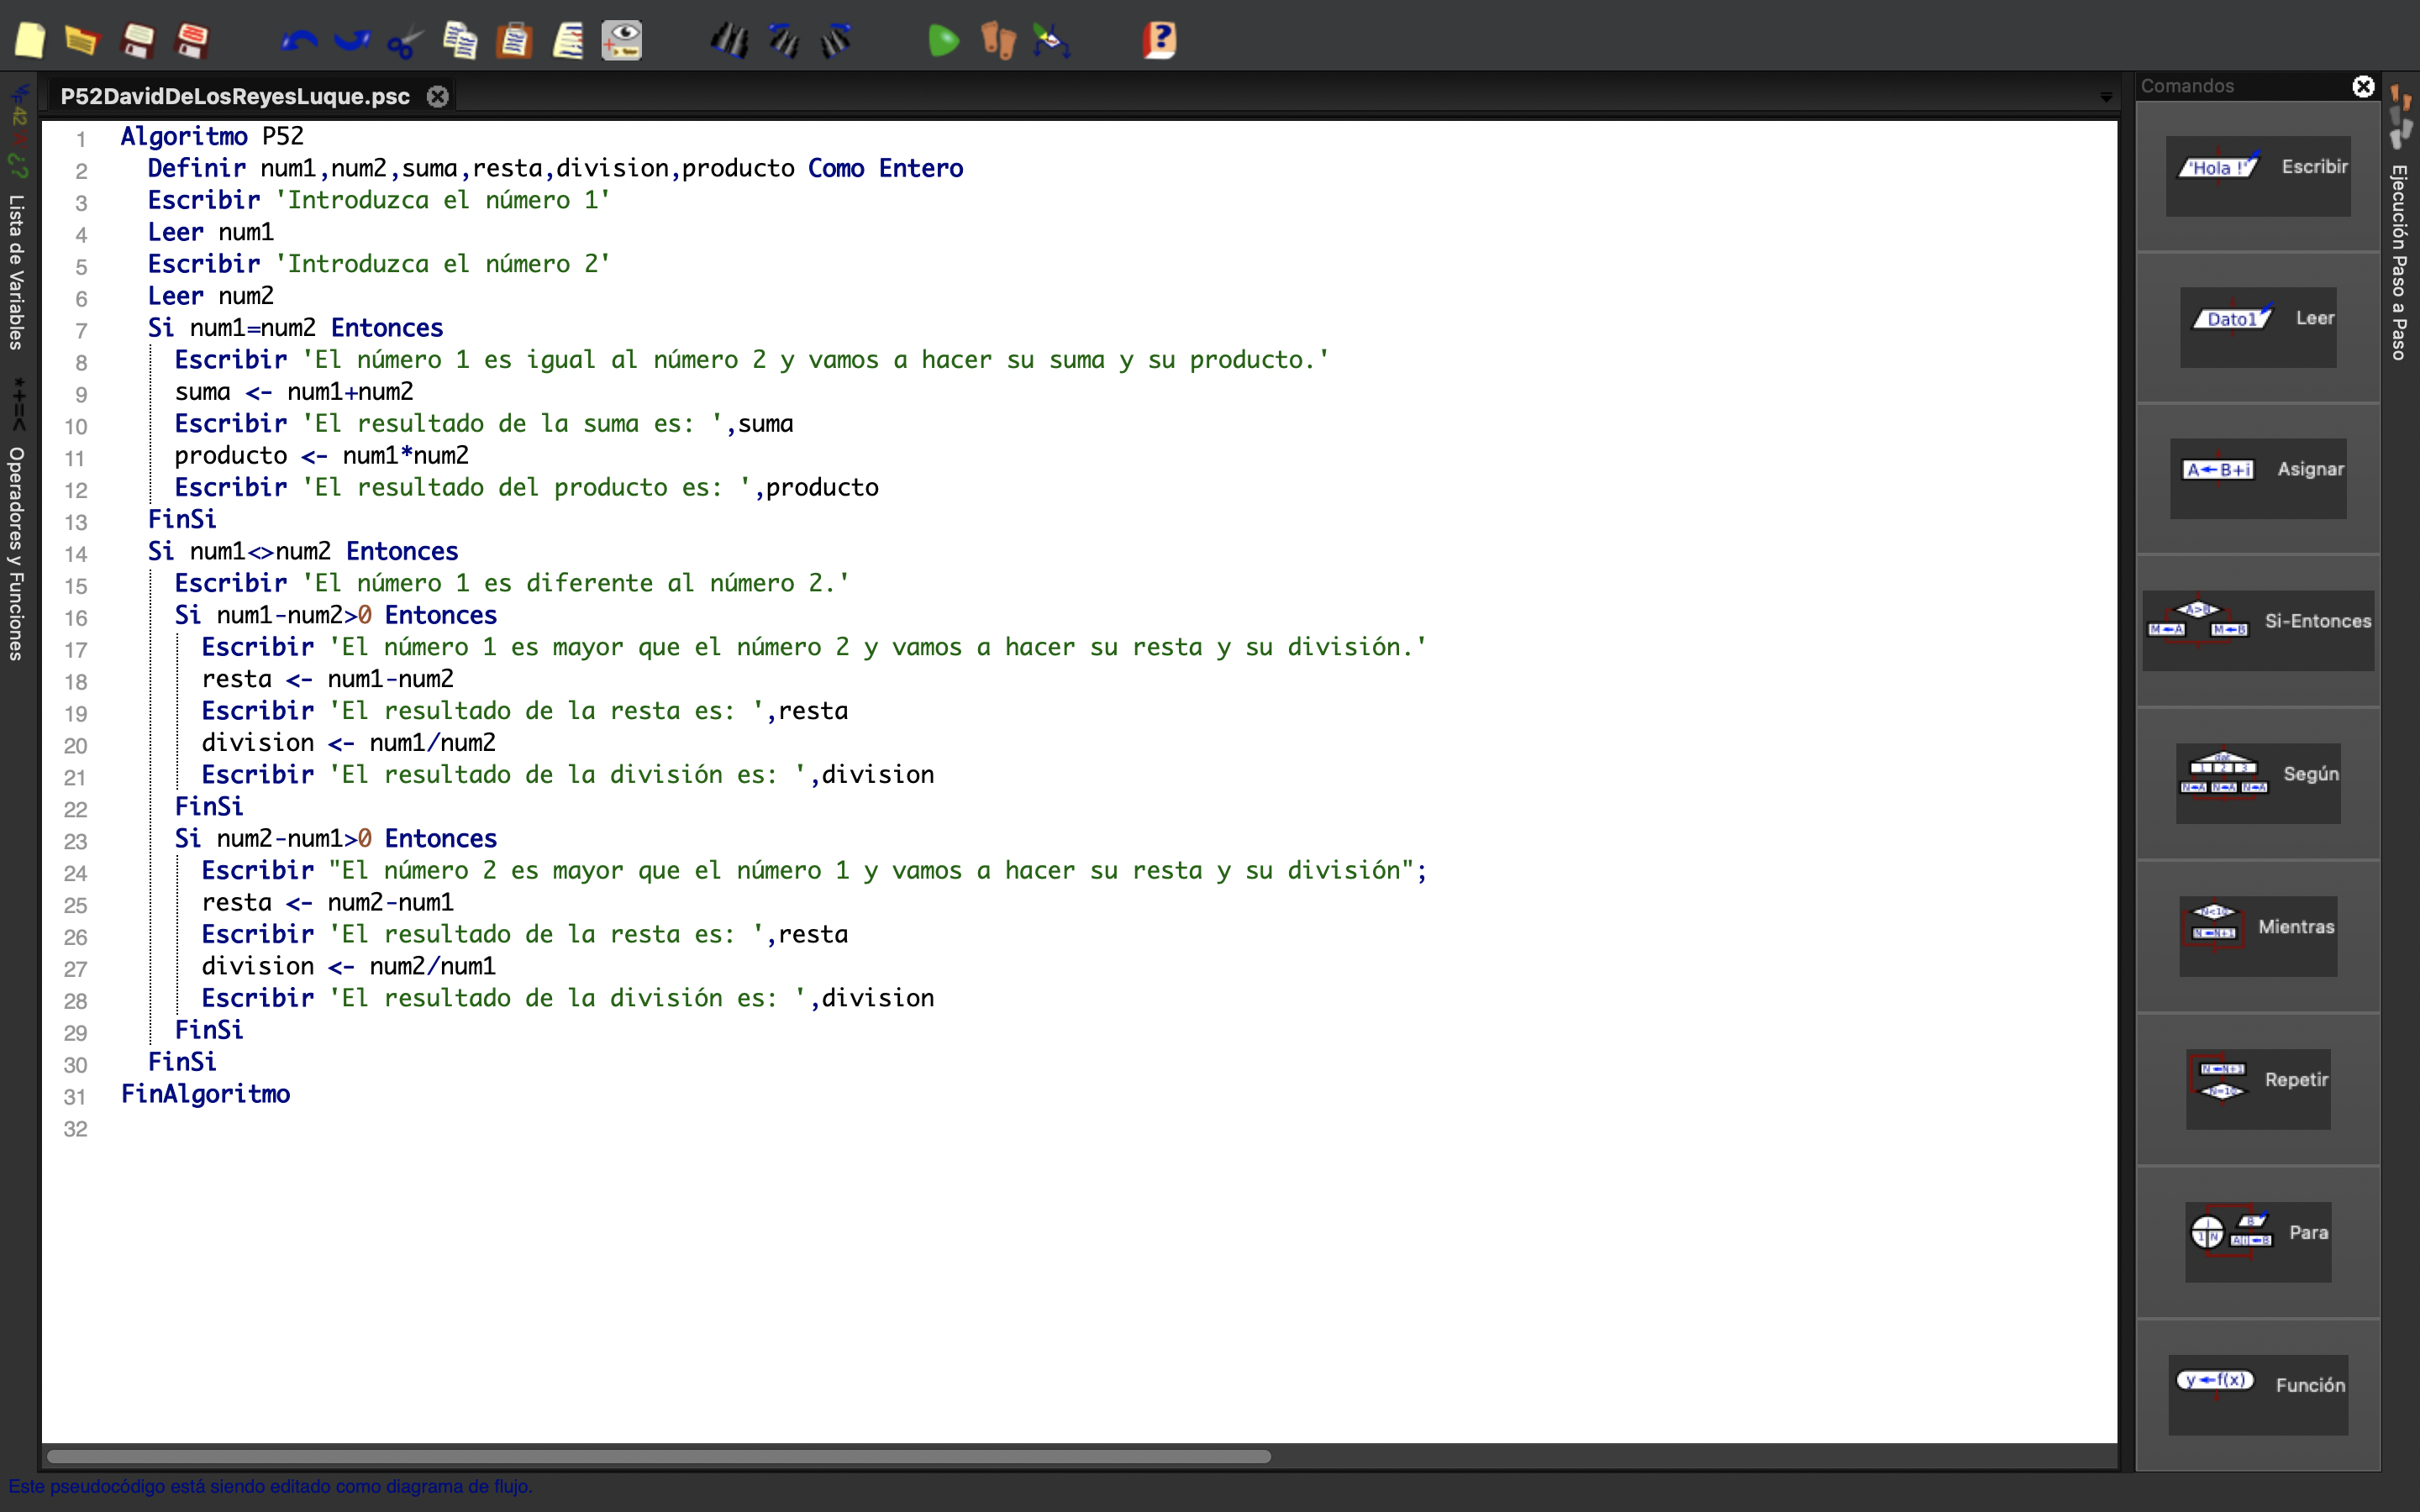 P52DavidDeLosReyesLuque.psc
Comandos
Lista de Variables
*+=<
Operadores y Funciones
1 Algoritmo P52
2 Definir num1,num2,suma,resta,division,producto Como Entero
3 Escribir 'Introduzca el número 1'
4 Leer num1
5 Escribir 'Introduzca el número 2'
6 Leer num2
7 Si num1=num2 Entonces
8 Escribir 'El número 1 es igual al número 2 y vamos a hacer su suma y su producto.'
9 suma <- num1+num2
10 Escribir 'El resultado de la suma es: ',suma
11 producto <- num1*num2
12 Escribir 'El resultado del producto es: ',producto
13 FinSi
14 Si num1<>num2 Entonces
15 Escribir 'El número 1 es diferente al número 2.'
16 Si num1-num2>0 Entonces
17 Escribir 'El número 1 es mayor que el número 2 y vamos a hacer su resta y su división.'
18 resta <- num1-num2
19 Escribir 'El resultado de la resta es: ',resta
20 division <- num1/num2
21 Escribir 'El resultado de la división es: ',division
22 FinSi
23 Si num2-num1>0 Entonces
24 Escribir "El número 2 es mayor que el número 1 y vamos a hacer su resta y su división";
25 resta <- num2-num1
26 Escribir 'El resultado de la resta es: ',resta
27 division <- num2/num1
28 Escribir 'El resultado de la división es: ',division
29 FinSi
30 FinSi
31 FinAlgoritmo
32
'Hola !' Escribir
Dato1 Leer
A←B+i Asignar
A>B M←A M←B Si-Entonces
Según
Mientras
Repetir
Para
y←f(x) Función
Ejecución Paso a Paso
Este pseudocódigo está siendo editado como diagrama de flujo.